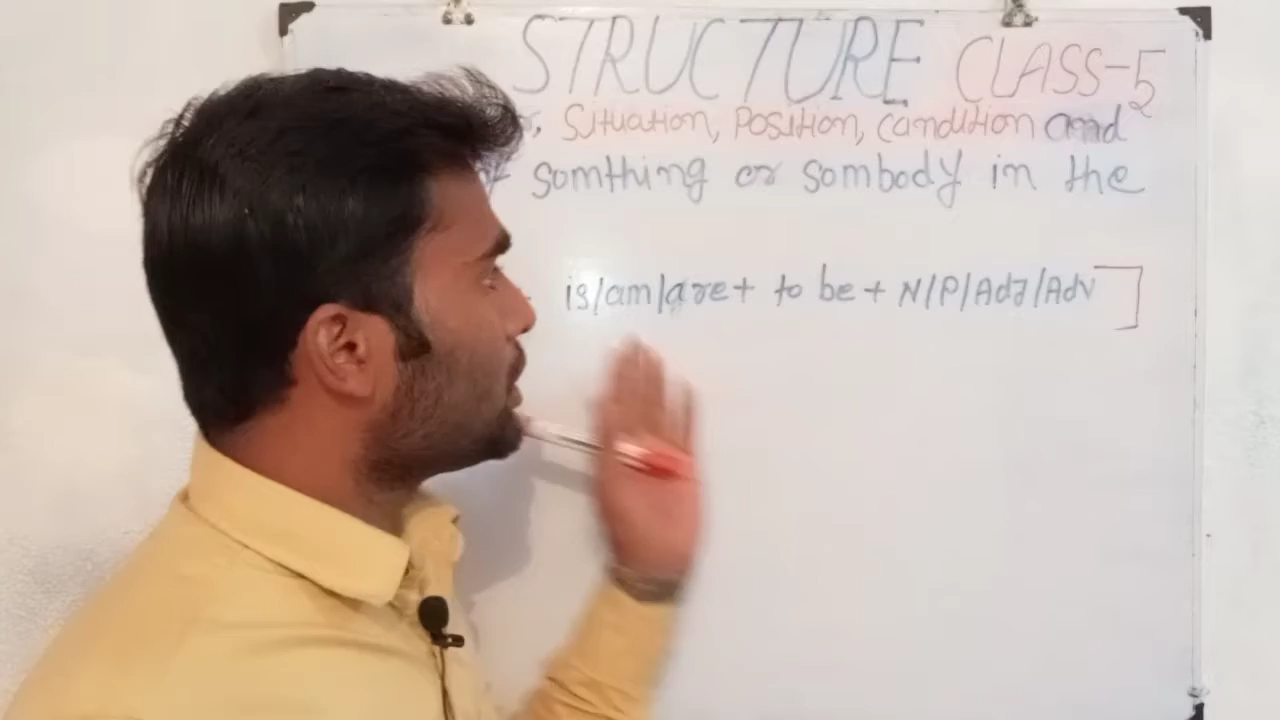 STRUCTURE CLASS-5
Situation, Position, Condition and
somthing or sombody in the
is/am/are+ to be + N/P/Adj/Adv]